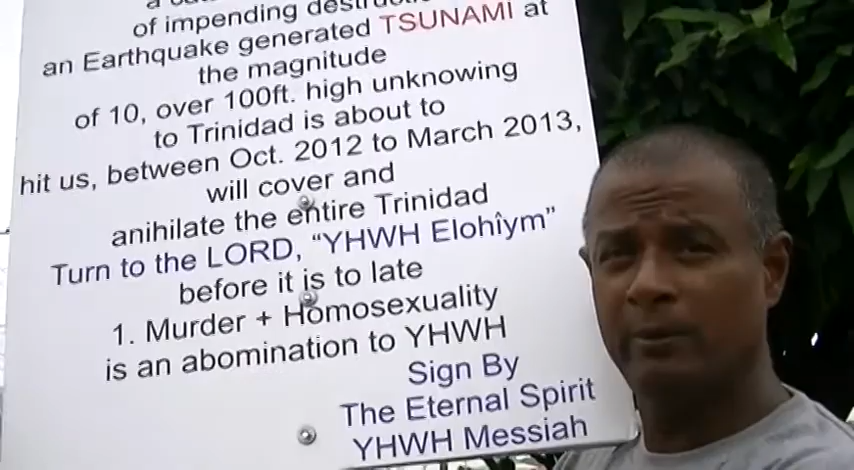 of impending
an Earthquake generated TSUNAMI at
the magnitude
of 10, over 100ft. high unknowing
to Trinidad is about to
hit us, between Oct. 2012 to March 2013,
will cover and
anihilate the entire Trinidad
Turn to the LORD, “YHWH Elohîym”
before it is to late
1. Murder + Homosexuality
is an abomination to YHWH
Sign By
The Eternal Spirit
YHWH Messiah